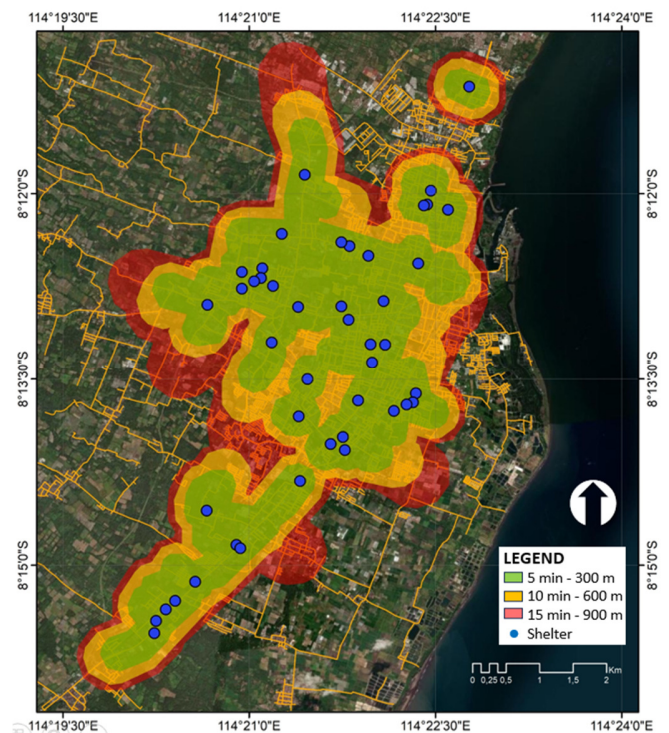 114°19'30"E 114°21'0"E 114°22'30"E 114°24'0"E
8°12'0"S 8°12'0"S
8°13'30"S 8°13'30"S
8°15'0"S 8°15'0"S
LEGEND
5 min - 300 m
10 min - 600 m
15 min - 900 m
Shelter
Km
0 0,25 0,5 1 1,5 2
114°19'30"E 114°21'0"E 114°22'30"E 114°24'0"E